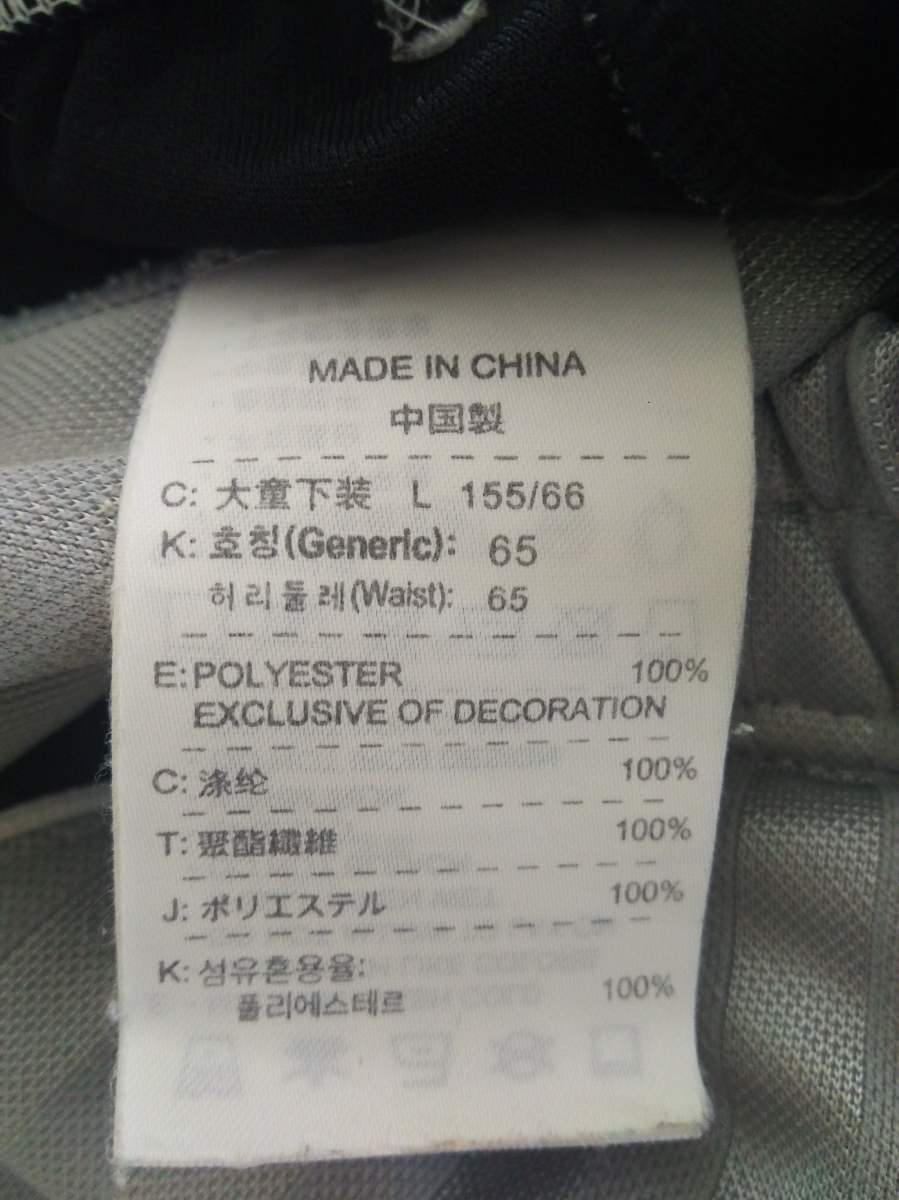 MADE IN CHINA
中国製
C: 大童下装 L 155/66
K: 호칭(Generic): 65
허리둘레(Waist): 65
E: POLYESTER 100%
EXCLUSIVE OF DECORATION
C: 涤纶 100%
T: 聚酯纖維 100%
J: ポリエステル 100%
K: 섬유혼용율:
폴리에스테르 100%